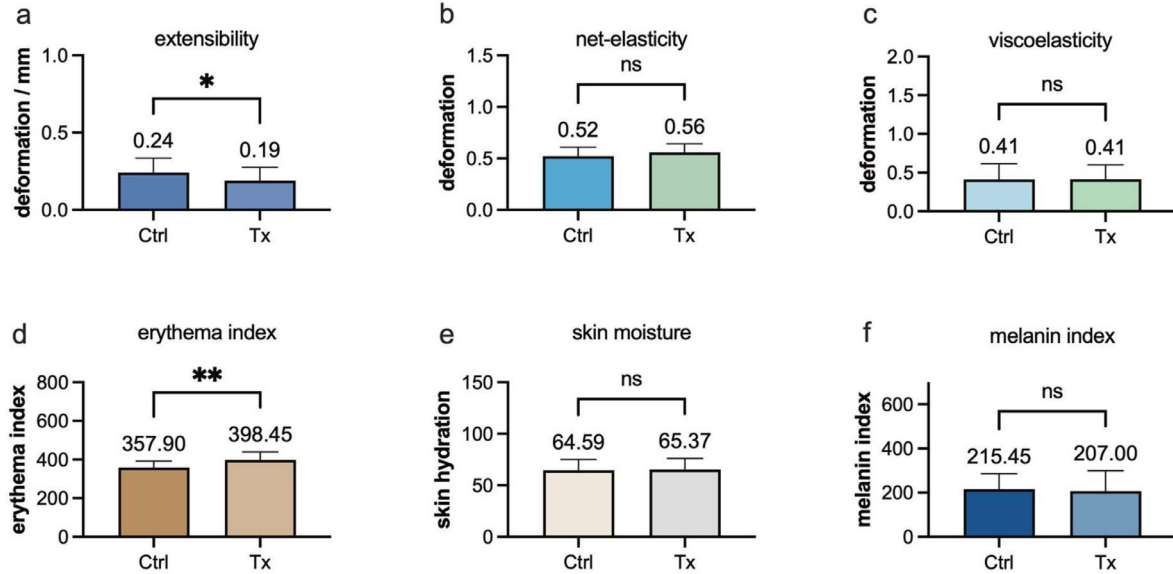 a
extensibility
deformation / mm
1.0
0.5
0.0
*
0.24
0.19
Ctrl
Tx
b
net-elasticity
deformation
1.5
1.0
0.5
0.0
ns
0.52
0.56
Ctrl
Tx
c
viscoelasticity
deformation
2.0
1.5
1.0
0.5
0.0
ns
0.41
0.41
Ctrl
Tx
d
erythema index
erythema index
800
600
400
200
0
**
357.90
398.45
Ctrl
Tx
e
skin moisture
skin hydration
150
100
50
0
ns
64.59
65.37
Ctrl
Tx
f
melanin index
melanin index
600
400
200
0
ns
215.45
207.00
Ctrl
Tx